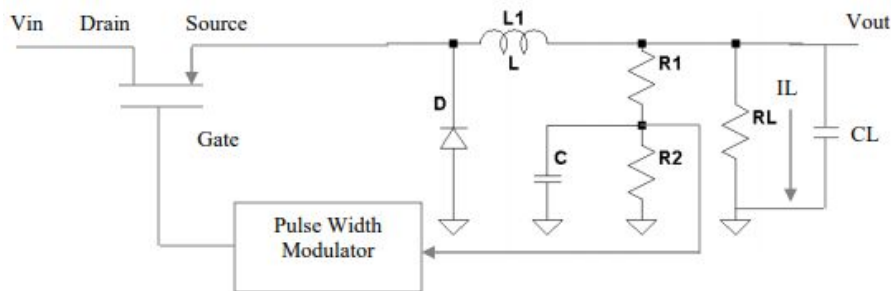 Vin Drain Source L1 Vout
L R1
IL
D RL
CL
Gate C R2
Pulse Width
Modulator